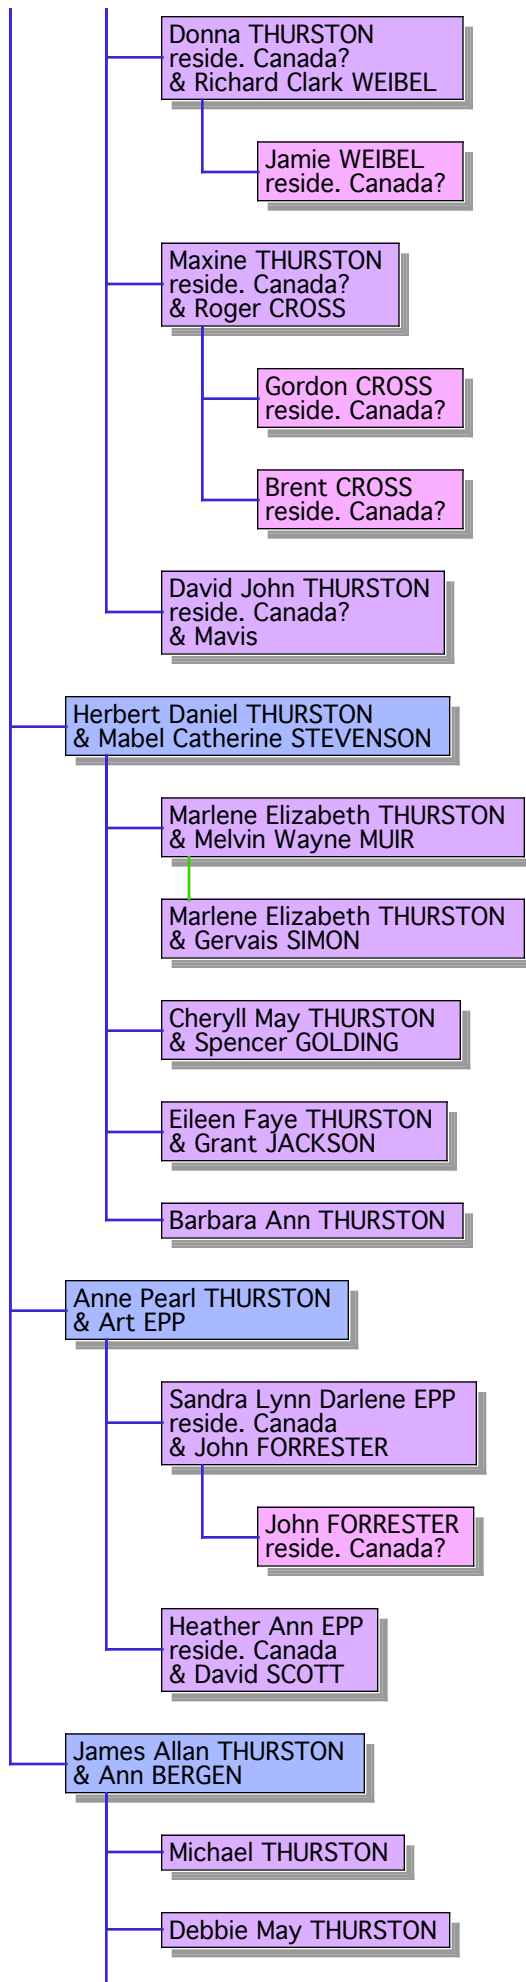 Donna THURSTON
reside. Canada?
& Richard Clark WEIBEL
Jamie WEIBEL
reside. Canada?
Maxine THURSTON
reside. Canada?
& Roger CROSS
Gordon CROSS
reside. Canada?
Brent CROSS
reside. Canada?
David John THURSTON
reside. Canada?
& Mavis
Herbert Daniel THURSTON
& Mabel Catherine STEVENSON
Marlene Elizabeth THURSTON
& Melvin Wayne MUIR
Marlene Elizabeth THURSTON
& Gervais SIMON
Cheryll May THURSTON
& Spencer GOLDING
Eileen Faye THURSTON
& Grant JACKSON
Barbara Ann THURSTON
Anne Pearl THURSTON
& Art EPP
Sandra Lynn Darlene EPP
reside. Canada
& John FORRESTER
John FORRESTER
reside. Canada?
Heather Ann EPP
reside. Canada
& David SCOTT
James Allan THURSTON
& Ann BERGEN
Michael THURSTON
Debbie May THURSTON